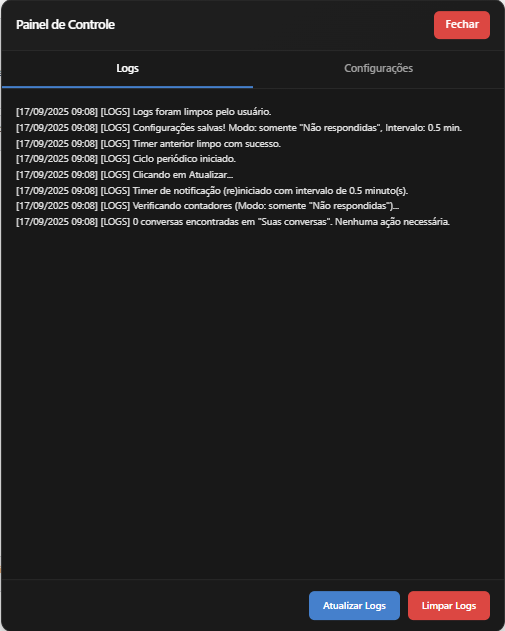 Painel de Controle
Fechar
Logs
Configurações
[17/09/2025 09:08] [LOGS] Logs foram limpos pelo usuário.
[17/09/2025 09:08] [LOGS] Configurações salvas! Modo: somente "Não respondidas", Intervalo: 0.5 min.
[17/09/2025 09:08] [LOGS] Timer anterior limpo com sucesso.
[17/09/2025 09:08] [LOGS] Ciclo periódico iniciado.
[17/09/2025 09:08] [LOGS] Clicando em Atualizar...
[17/09/2025 09:08] [LOGS] Timer de notificação (re)iniciado com intervalo de 0.5 minuto(s).
[17/09/2025 09:08] [LOGS] Verificando contadores (Modo: somente "Não respondidas")...
[17/09/2025 09:08] [LOGS] 0 conversas encontradas em "Suas conversas". Nenhuma ação necessária.
Atualizar Logs
Limpar Logs